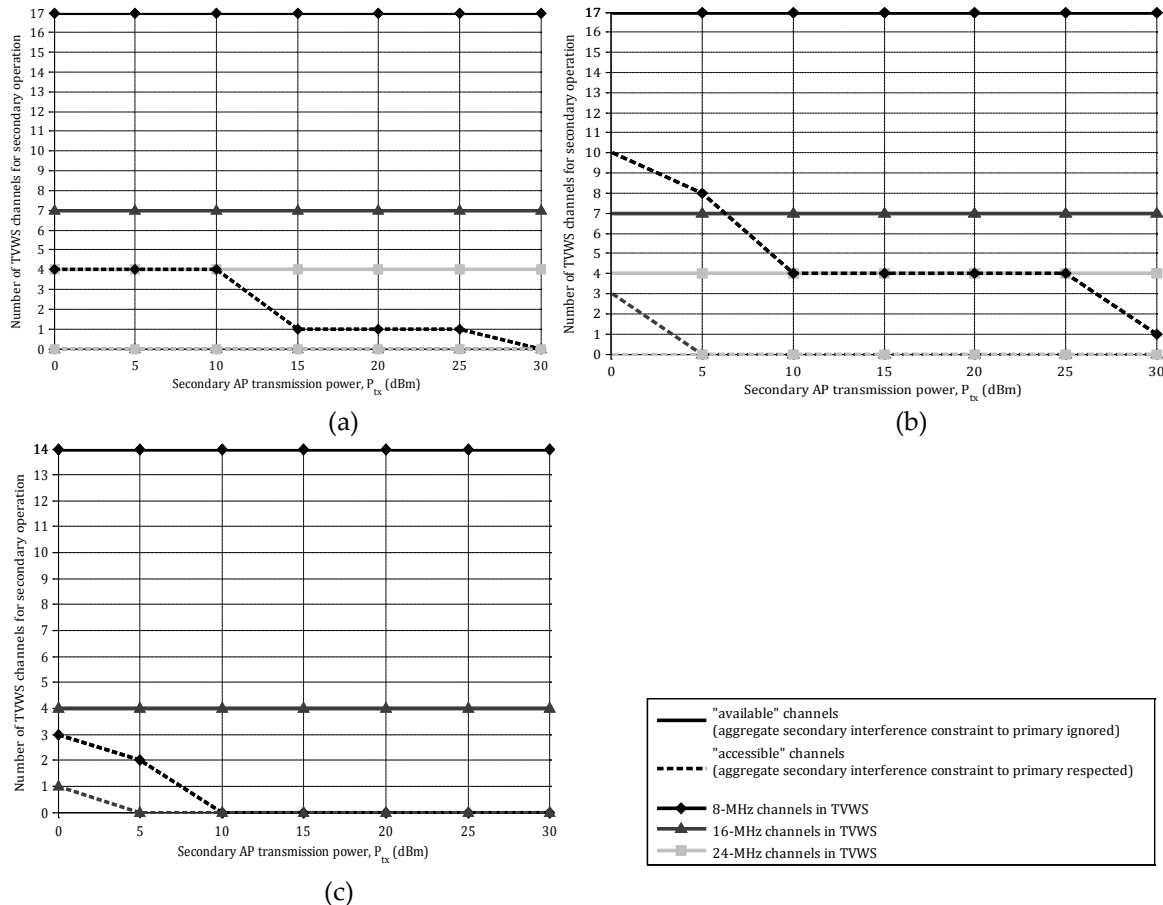 Number of TVWS channels for secondary operation
17
16
15
14
13
12
11
10
9
8
7
6
5
4
3
2
1
0
0 5 10 15 20 25 30
Secondary AP transmission power, Ptx (dBm)
(a)
Number of TVWS channels for secondary operation
17
16
15
14
13
12
11
10
9
8
7
6
5
4
3
2
1
0
0 5 10 15 20 25 30
Secondary AP transmission power, Ptx (dBm)
(b)
Number of TVWS channels for secondary operation
14
13
12
11
10
9
8
7
6
5
4
3
2
1
0
0 5 10 15 20 25 30
Secondary AP transmission power, Ptx (dBm)
(c)
"available" channels
(aggregate secondary interference constraint to primary ignored)
"accessible" channels
(aggregate secondary interference constraint to primary respected)
8-MHz channels in TVWS
16-MHz channels in TVWS
24-MHz channels in TVWS